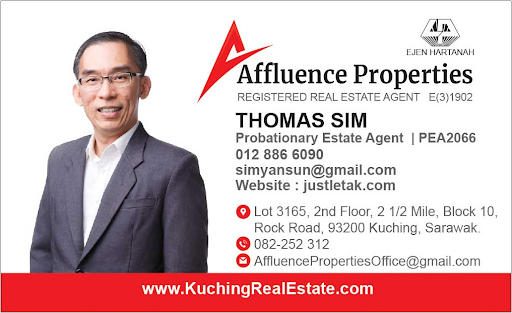 EJEN HARTANAH
Affluence Properties
REGISTERED REAL ESTATE AGENT E(3)1902
THOMAS SIM
Probationary Estate Agent | PEA2066
012 886 6090
simyansun@gmail.com
Website : justletak.com
Lot 3165, 2nd Floor, 2 1/2 Mile, Block 10,
Rock Road, 93200 Kuching, Sarawak.
082-252 312
AffluencePropertiesOffice@gmail.com
www.KuchingRealEstate.com